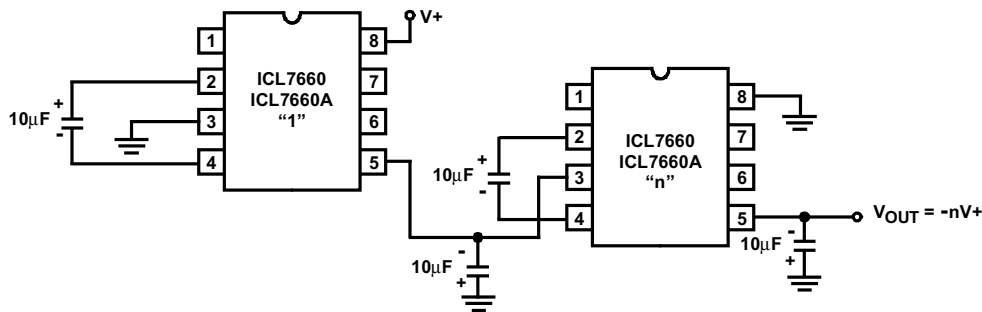 V+
1
2
3
4
8
7
6
5
ICL7660
ICL7660A
“1”
+
10µF
-
1
2
3
4
8
7
6
5
ICL7660
ICL7660A
“n”
+
10µF
-
-
10µF
+
VOUT = -nV+
-
10µF
+